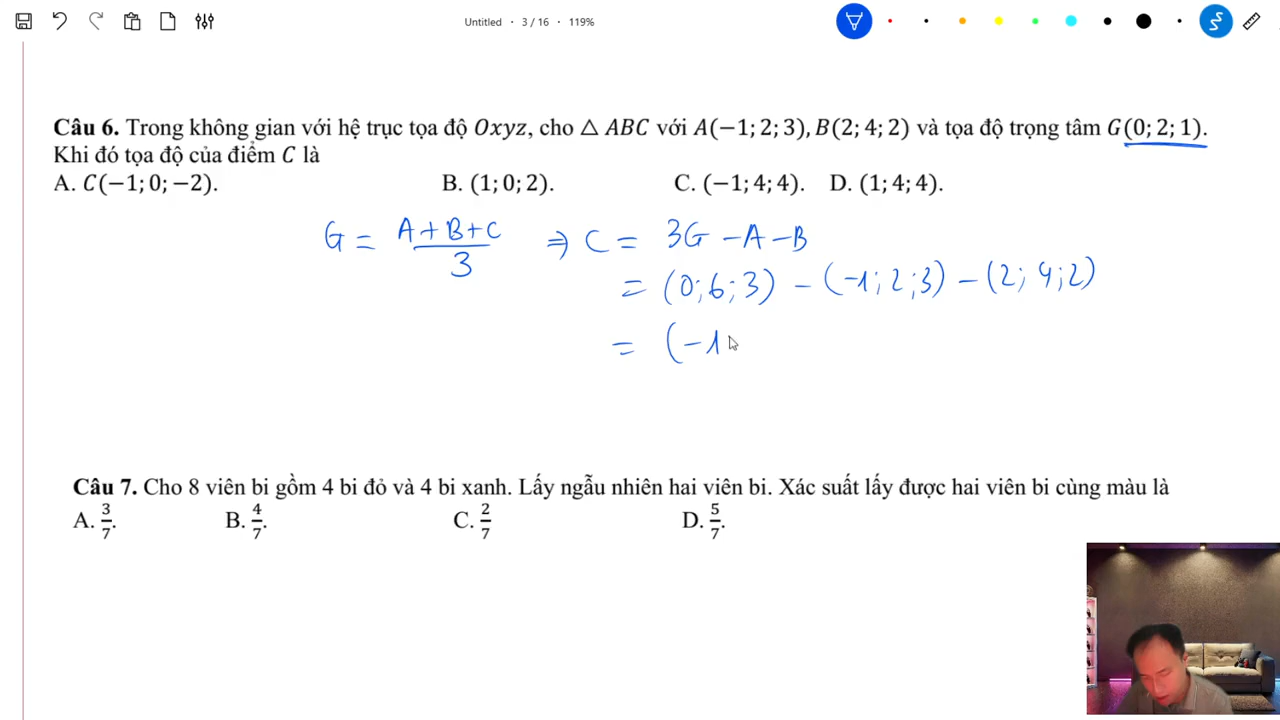 Untitled • 3 / 16 • 119%
Câu 6. Trong không gian với hệ trục tọa độ Oxyz, cho △ ABC với A(−1; 2; 3), B(2; 4; 2) và tọa độ trọng tâm G(0; 2; 1).
Khi đó tọa độ của điểm C là
A. C(−1; 0; −2). B. (1; 0; 2). C. (−1; 4; 4). D. (1; 4; 4).
G = (A + B + C)/3 ⇒ C = 3G − A − B
= (0; 6; 3) − (−1; 2; 3) − (2; 4; 2)
= (−1
Câu 7. Cho 8 viên bi gồm 4 bi đỏ và 4 bi xanh. Lấy ngẫu nhiên hai viên bi. Xác suất lấy được hai viên bi cùng màu là
A. 3/7. B. 4/7. C. 2/7 D. 5/7.